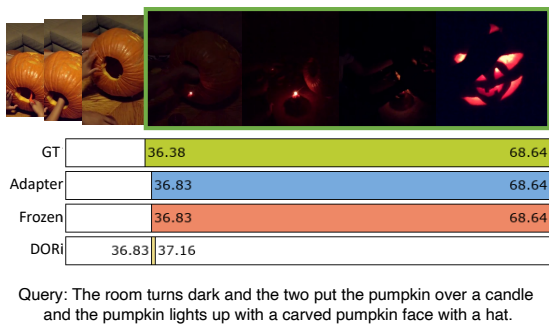 GT 36.38 68.64
Adapter 36.83 68.64
Frozen 36.83 68.64
DORi 36.83 37.16
Query: The room turns dark and the two put the pumpkin over a candle
and the pumpkin lights up with a carved pumpkin face with a hat.